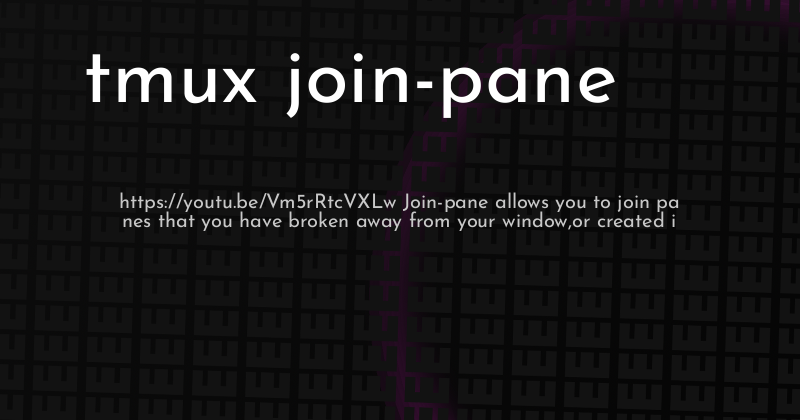 tmux join-pane
https://youtu.be/Vm5rRtcVXLw Join-pane allows you to join pa
nes that you have broken away from your window,or created i